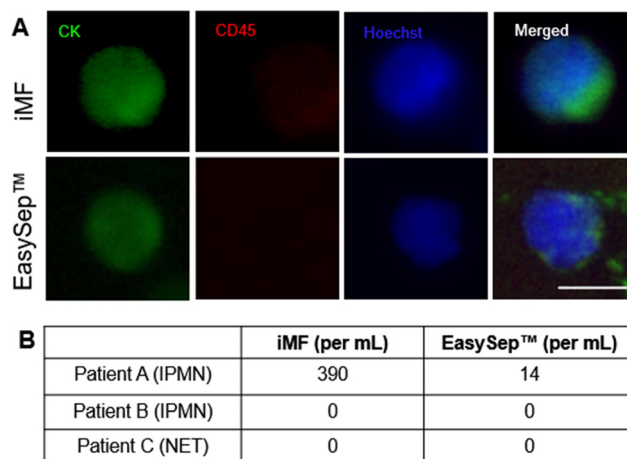 A
CK
CD45
Hoechst
Merged
iMF
EasySep™
B
iMF (per mL) EasySep™ (per mL)
Patient A (IPMN) 390 14
Patient B (IPMN) 0 0
Patient C (NET) 0 0